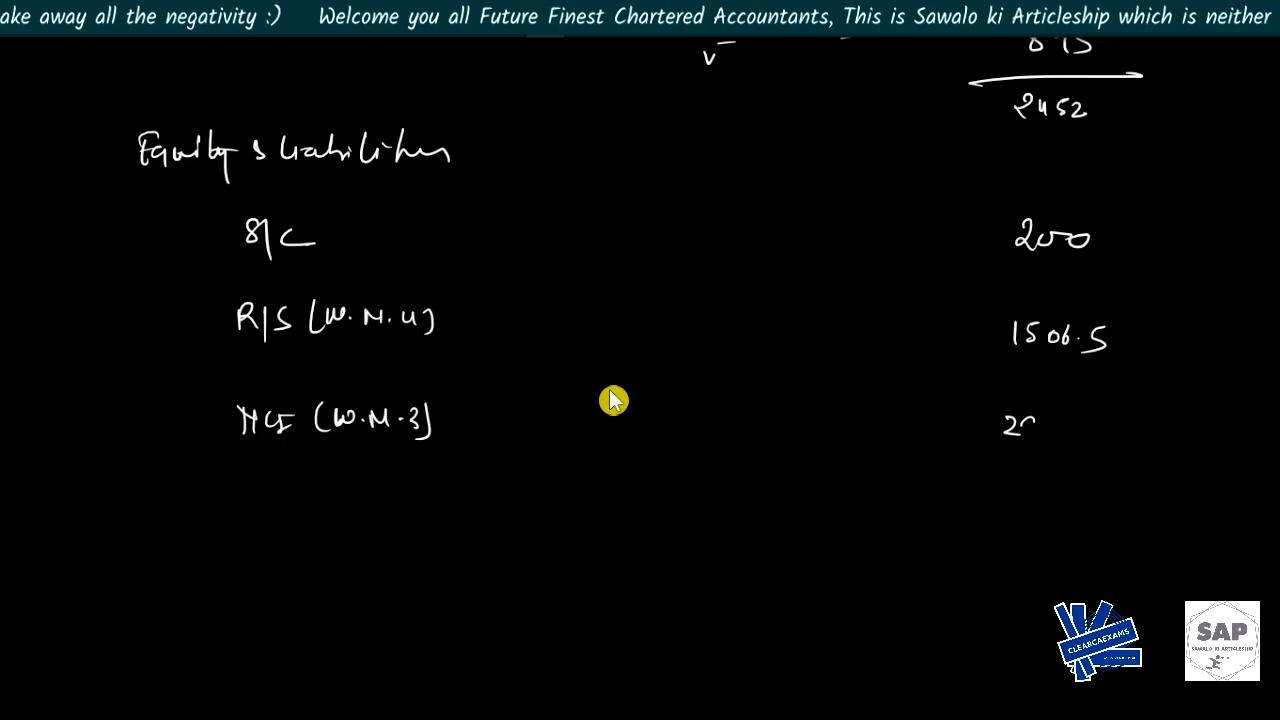 ake away all the negativity :) Welcome you all Future Finest Chartered Accountants, This is Sawalo ki Articleship which is neither
2452
Equity & Liabilities
S/C 200
R/S (W.N.4) 1506.5
NCI (W.N.3)
CLEARCAEXAMS
SAP
SAWALO KI ARTICLESHIP